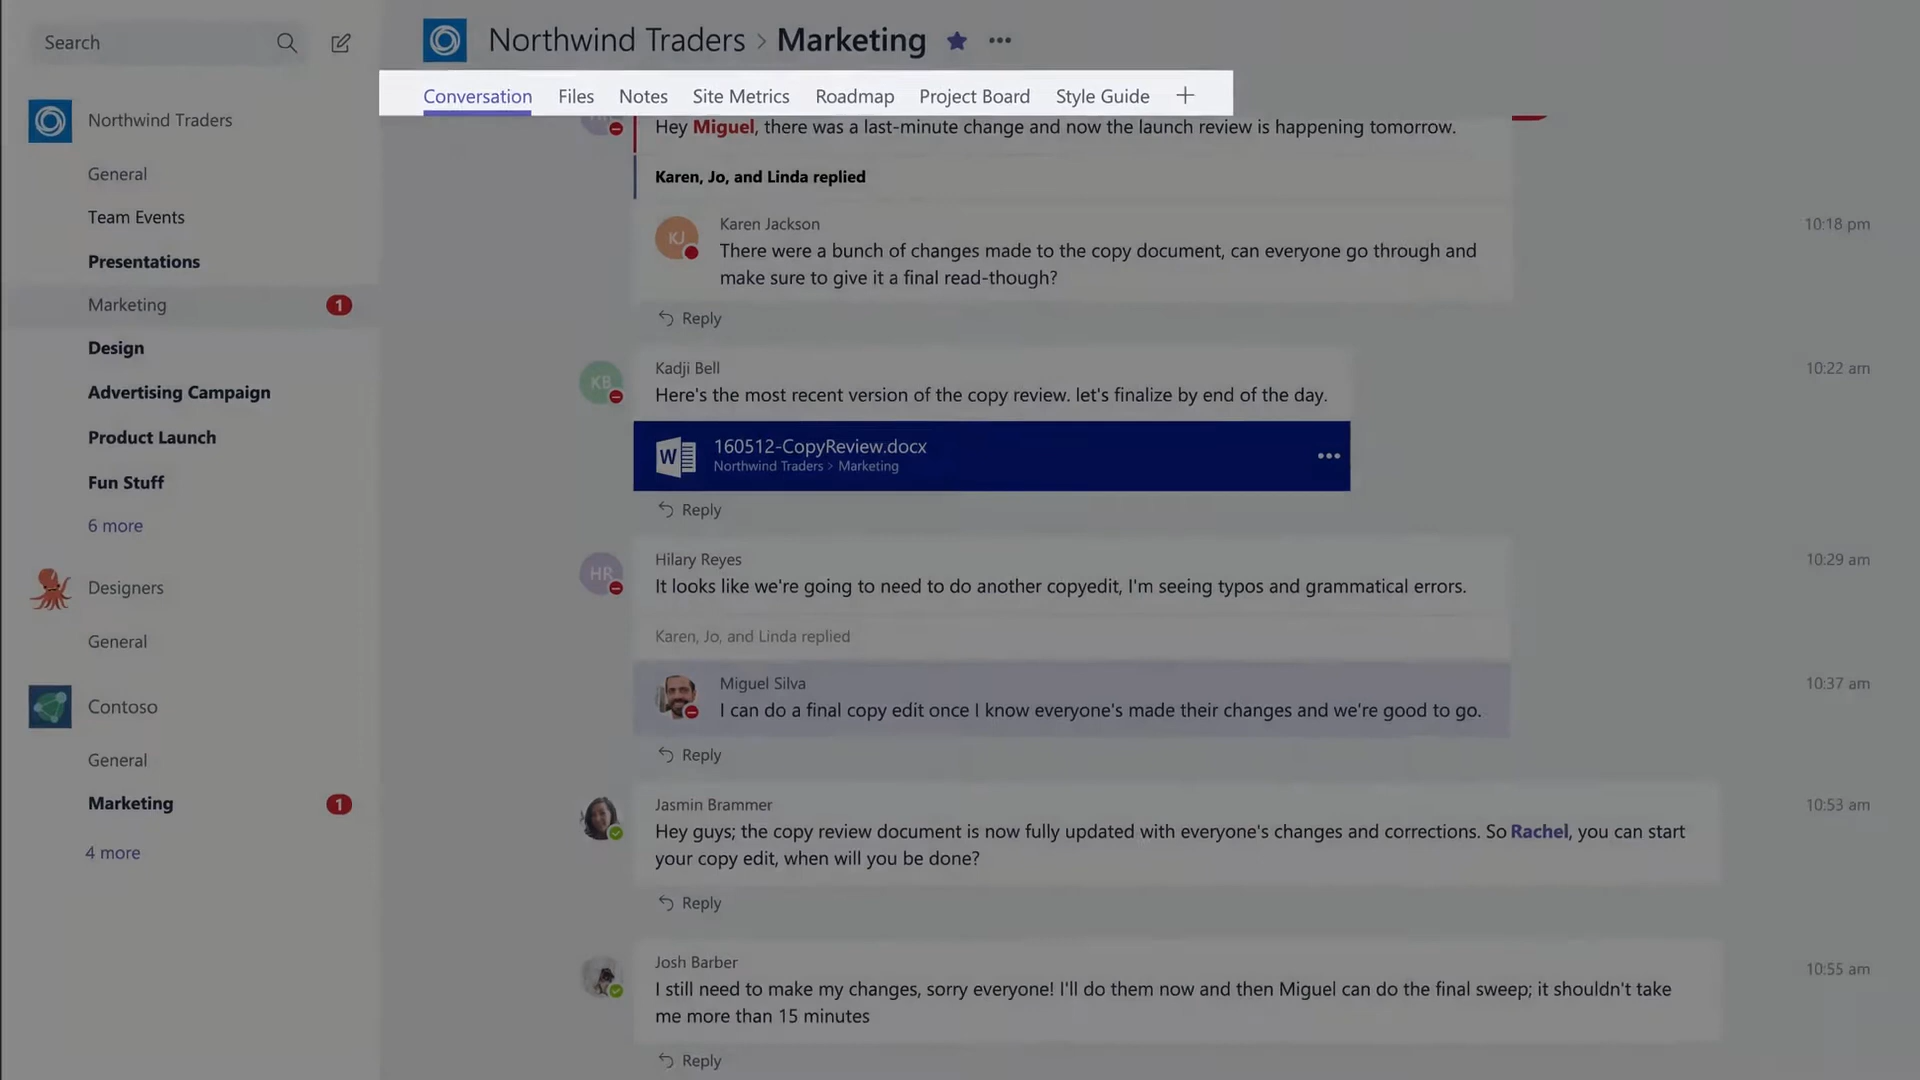 Search
Northwind Traders
General
Team Events
Presentations
Marketing 1
Design
Advertising Campaign
Product Launch
Fun Stuff
6 more
Designers
General
Contoso
General
Marketing 1
4 more
Northwind Traders > Marketing
Conversation Files Notes Site Metrics Roadmap Project Board Style Guide +
Hey Miguel, there was a last-minute change and now the launch review is happening tomorrow.
Karen, Jo, and Linda replied
KJ
Karen Jackson 10:18 pm
There were a bunch of changes made to the copy document, can everyone go through and
make sure to give it a final read-though?
Reply
KB
Kadji Bell 10:22 am
Here's the most recent version of the copy review. let's finalize by end of the day.
W
160512-CopyReview.docx
Northwind Traders > Marketing
Reply
HR
Hilary Reyes 10:29 am
It looks like we're going to need to do another copyedit, I'm seeing typos and grammatical errors.
Karen, Jo, and Linda replied
Miguel Silva 10:37 am
I can do a final copy edit once I know everyone's made their changes and we're good to go.
Reply
Jasmin Brammer 10:53 am
Hey guys; the copy review document is now fully updated with everyone's changes and corrections. So Rachel, you can start
your copy edit, when will you be done?
Reply
Josh Barber 10:55 am
I still need to make my changes, sorry everyone! I'll do them now and then Miguel can do the final sweep; it shouldn't take
me more than 15 minutes
Reply